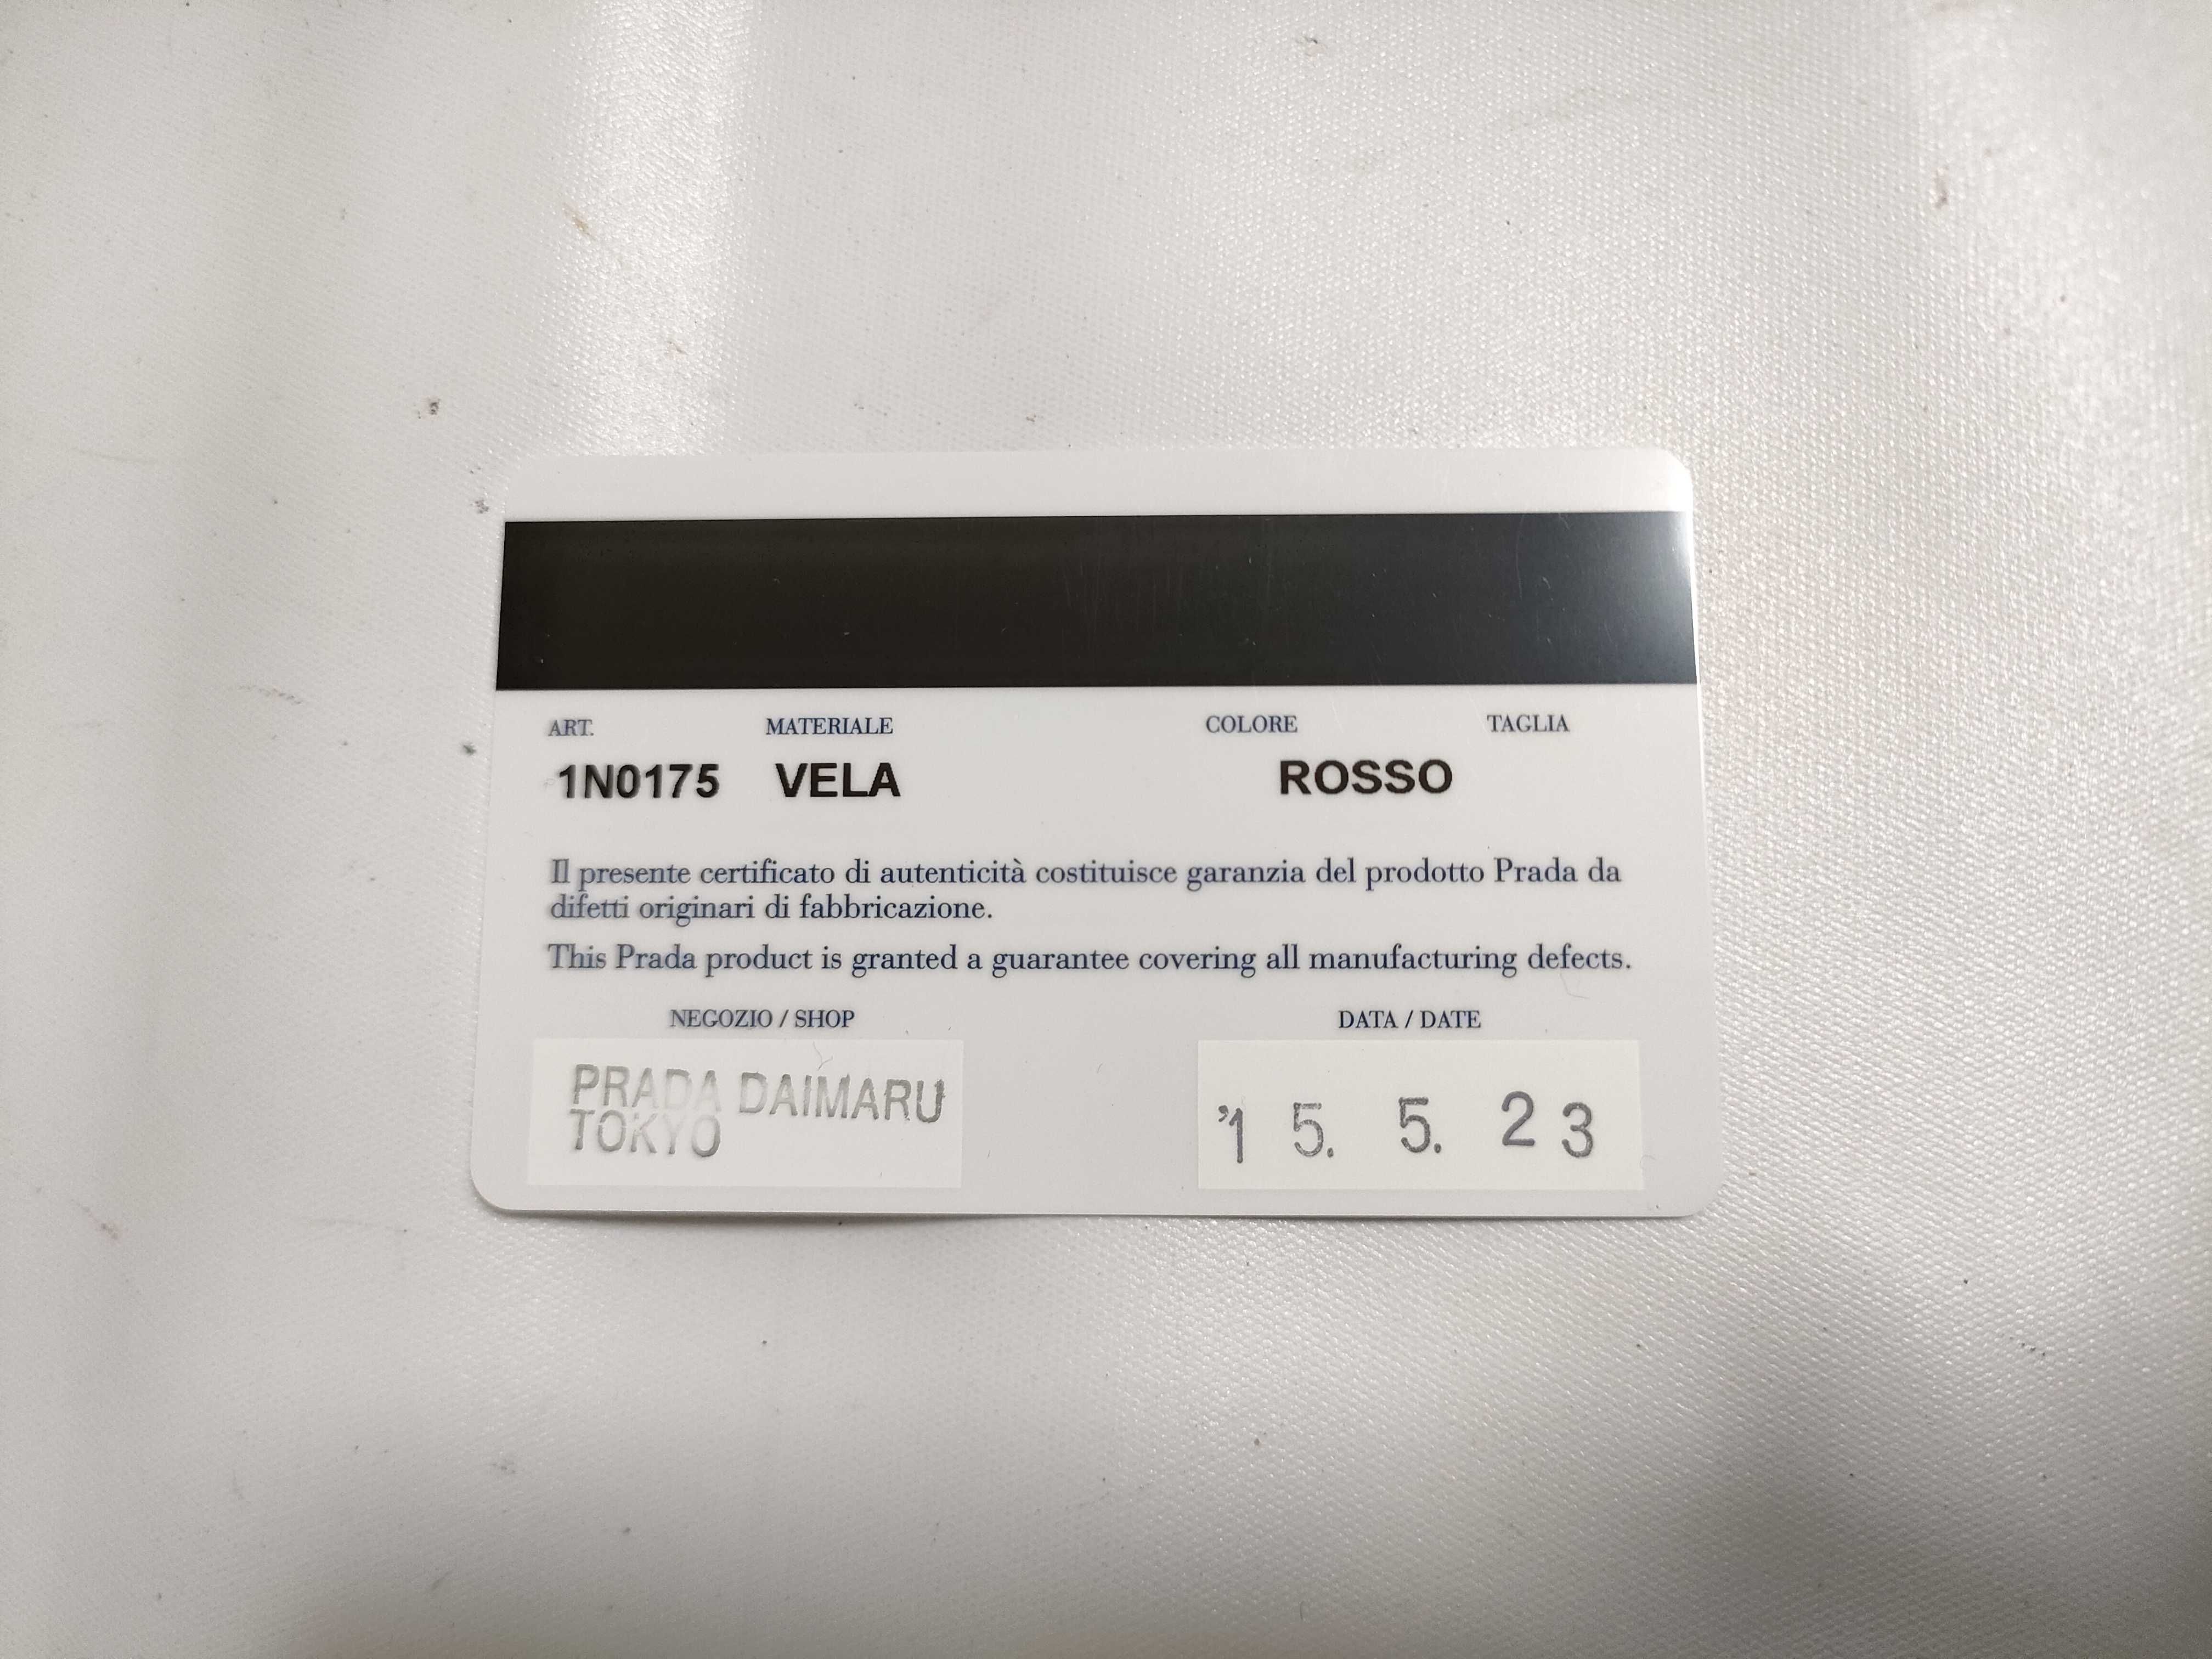 ART. MATERIALE COLORE TAGLIA
1N0175 VELA ROSSO
Il presente certificato di autenticità costituisce garanzia del prodotto Prada da
difetti originari di fabbricazione.
This Prada product is granted a guarantee covering all manufacturing defects.
NEGOZIO / SHOP DATA / DATE
PRADA DAIMARU
TOKYO
'15. 5. 23